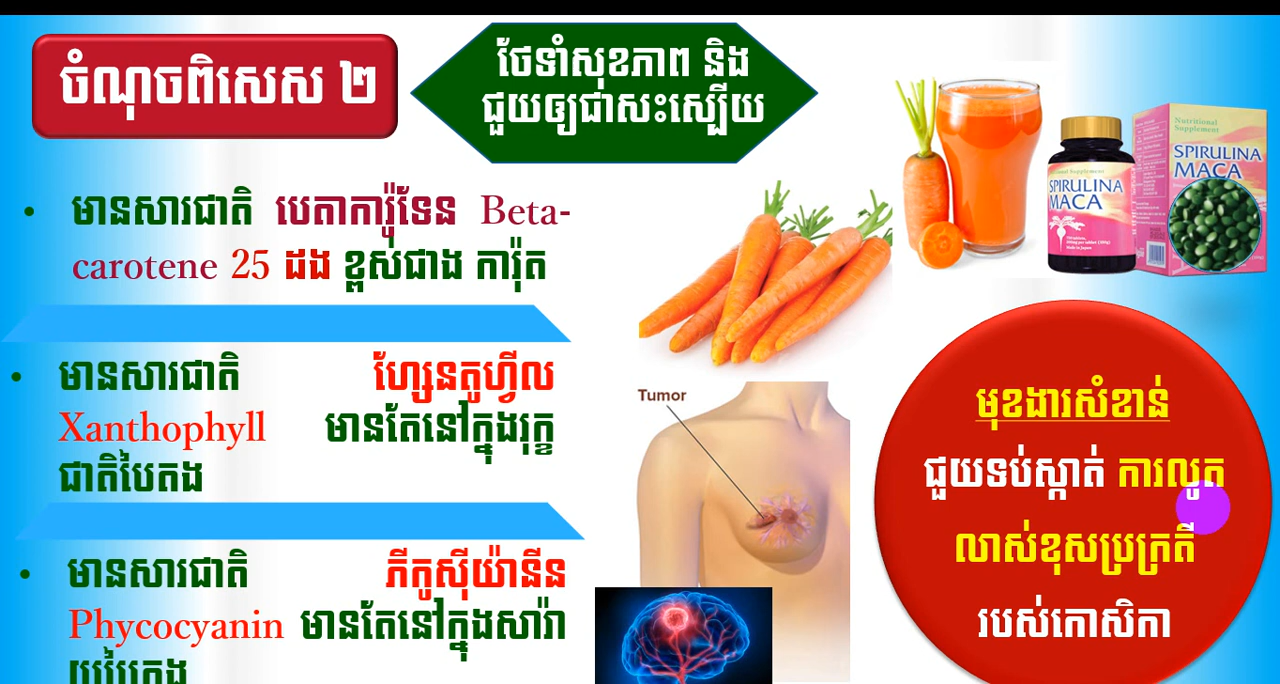 ចំណុចពិសេស ២
ថែទាំសុខភាព និង
ជួយឲ្យជាសះស្បើយ
មានសារជាតិ បេតាការ៉ូទែន Beta-
carotene 25 ដង ខ្ពស់ជាង ការ៉ុត
មានសារជាតិ ហ្សែនតូហ្វីល
Xanthophyll មានតែនៅក្នុងរុក្ខ
ជាតិបៃតង
មានសារជាតិ ភីកូស៊ីយ៉ានីន
Phycocyanin មានតែនៅក្នុងសារ៉ា
យបៃតង
Tumor
Nutritional
Supplement
SPIRULINA
MACA
Nutritional Supplement
SPIRULINA
MACA
មុខងារសំខាន់
ជួយទប់ស្កាត់ ការលូត
លាស់ខុសប្រក្រតី
របស់កោសិកា